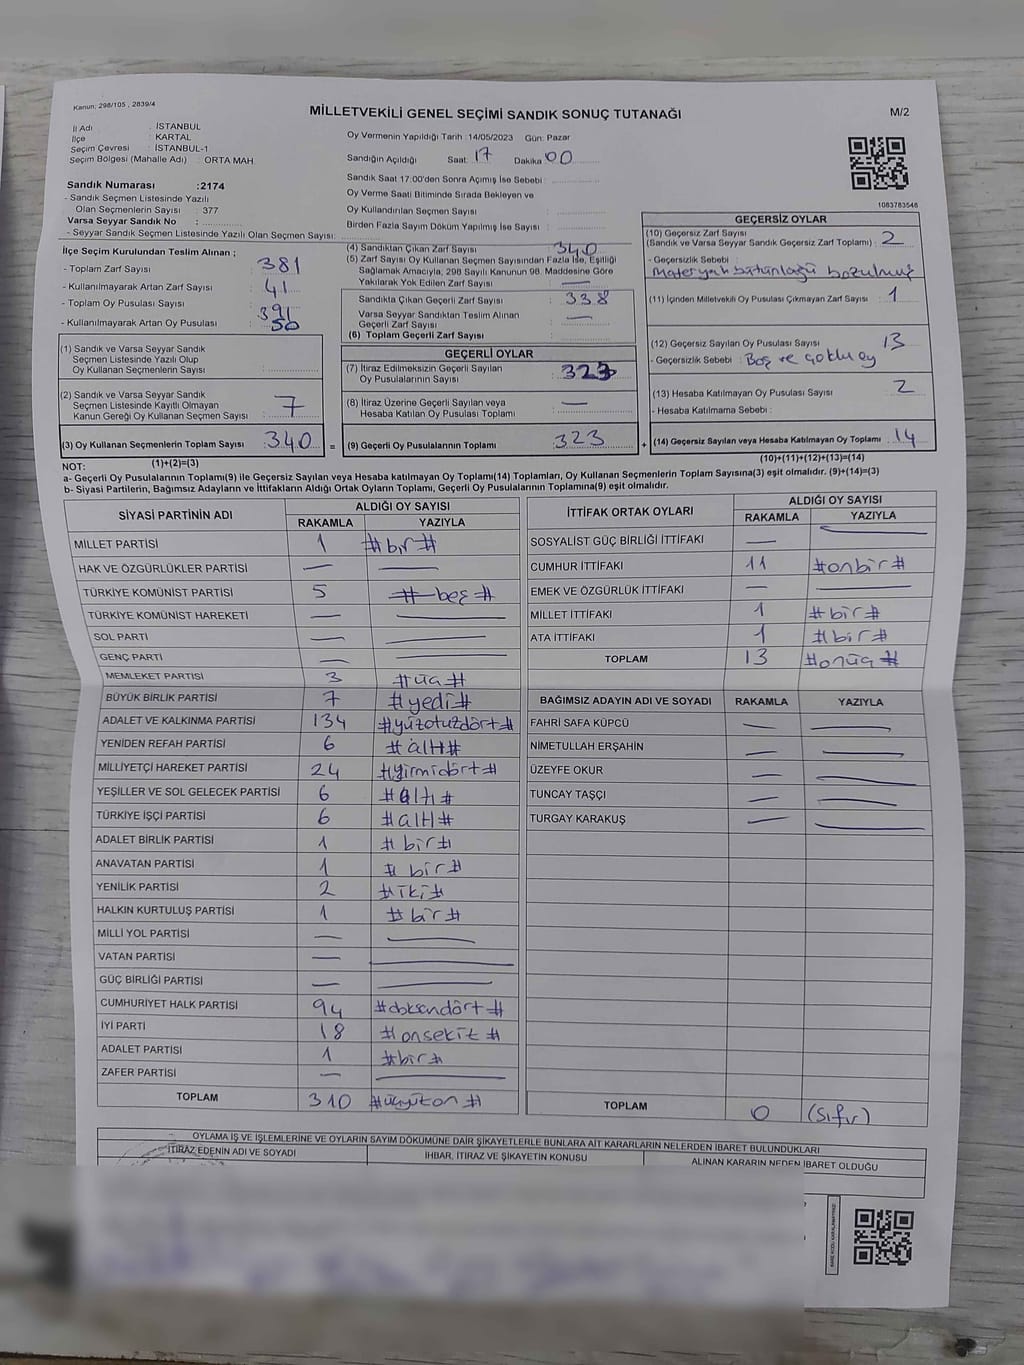 Kanun: 298/105 , 2839/4
MİLLETVEKİLİ GENEL SEÇİMİ SANDIK SONUÇ TUTANAĞI
M/2
İl Adı : İSTANBUL
İlçe : KARTAL
Seçim Çevresi : İSTANBUL-1
Seçim Bölgesi (Mahalle Adı) : ORTA MAH
Oy Vermenin Yapıldığı Tarih :14/05/2023 Gün: Pazar
Sandığın Açıldığı Saat: 17 Dakika: 00
Sandık Saat 17:00'den Sonra Açımış İse Sebebi :
Oy Verme Saati Bitiminde Sırada Bekleyen ve
Oy Kullandırılan Seçmen Sayısı :
Birden Fazla Sayım Döküm Yapılmış İse Sayısı :
1083783546
Sandık Numarası :2174
- Sandık Seçmen Listesinde Yazılı
Olan Seçmenlerin Sayısı : 377
Varsa Seyyar Sandık No :
- Seyyar Sandık Seçmen Listesinde Yazılı Olan Seçmen Sayısı:
İlçe Seçim Kurulundan Teslim Alınan ;
- Toplam Zarf Sayısı : 381
- Kullanılmayarak Artan Zarf Sayısı : 41
- Toplam Oy Pusulası Sayısı : 391
- Kullanılmayarak Artan Oy Pusulası : 50
(1) Sandık ve Varsa Seyyar Sandık
Seçmen Listesinde Yazılı Olup
Oy Kullanan Seçmenlerin Sayısı :
(2) Sandık ve Varsa Seyyar Sandık
Seçmen Listesinde Kayıtlı Olmayan
Kanun Gereği Oy Kullanan Seçmen Sayısı : 7
(3) Oy Kullanan Seçmenlerin Toplam Sayısı : 340
(1)+(2)=(3)
(4) Sandıktan Çıkan Zarf Sayısı : 340
(5) Zarf Sayısı Oy Kullanan Seçmen Sayısından Fazla İse, Eşitliği
Sağlamak Amacıyla, 298 Sayılı Kanunun 98. Maddesine Göre
Yakılarak Yok Edilen Zarf Sayısı : —
Sandıkta Çıkan Geçerli Zarf Sayısı : 338
Varsa Seyyar Sandıktan Teslim Alınan
Geçerli Zarf Sayısı : —
(6) Toplam Geçerli Zarf Sayısı :
GEÇERLİ OYLAR
(7) İtiraz Edilmeksizin Geçerli Sayılan
Oy Pusulalarının Sayısı : 323
(8) İtiraz Üzerine Geçerli Sayılan veya
Hesaba Katılan Oy Pusulası Toplamı : —
= (9) Geçerli Oy Pusulalarının Toplamı : 323
GEÇERSİZ OYLAR
(10) Geçersiz Zarf Sayısı
(Sandık ve Varsa Seyyar Sandık Geçersiz Zarf Toplamı) : 2
- Geçersizlik Sebebi :
bütünlüğü bozulmuş
(11) İçinden Milletvekili Oy Pusulası Çıkmayan Zarf Sayısı : 1
(12) Geçersiz Sayılan Oy Pusulası Sayısı : 13
- Geçersizlik Sebebi : Boş ve çoklu oy
(13) Hesaba Katılmayan Oy Pusulası Sayısı : 2
- Hesaba Katılmama Sebebi :
+ (14) Geçersiz Sayılan veya Hesaba Katılmayan Oy Toplamı : 14
(10)+(11)+(12)+(13)=(14)
NOT:
a- Geçerli Oy Pusulalarının Toplamı(9) ile Geçersiz Sayılan veya Hesaba katılmayan Oy Toplamı(14) Toplamları, Oy Kullanan Seçmenlerin Toplam Sayısına(3) eşit olmalıdır. (9)+(14)=(3)
b- Siyasi Partilerin, Bağımsız Adayların ve İttifakların Aldığı Ortak Oyların Toplamı, Geçerli Oy Pusulalarının Toplamına(9) eşit olmalıdır.
SİYASİ PARTİNİN ADI ALDIĞI OY SAYISI
RAKAMLA YAZIYLA
MİLLET PARTİSİ 1 #bir#
HAK VE ÖZGÜRLÜKLER PARTİSİ — —
TÜRKİYE KOMÜNİST PARTİSİ 5 #beş#
TÜRKİYE KOMÜNİST HAREKETİ — —
SOL PARTİ — —
GENÇ PARTİ — —
MEMLEKET PARTİSİ 3 #üç#
BÜYÜK BİRLİK PARTİSİ 7 #yedi#
ADALET VE KALKINMA PARTİSİ 134 #yüzotuzdört#
YENİDEN REFAH PARTİSİ 6 #altı#
MİLLİYETÇİ HAREKET PARTİSİ 24 #yirmidört#
YEŞİLLER VE SOL GELECEK PARTİSİ 6 #altı#
TÜRKİYE İŞÇİ PARTİSİ 6 #altı#
ADALET BİRLİK PARTİSİ 1 #bir#
ANAVATAN PARTİSİ 1 #bir#
YENİLİK PARTİSİ 2 #iki#
HALKIN KURTULUŞ PARTİSİ 1 #bir#
MİLLİ YOL PARTİSİ — —
VATAN PARTİSİ — —
GÜÇ BİRLİĞİ PARTİSİ — —
CUMHURİYET HALK PARTİSİ 94 #doksandört#
İYİ PARTİ 18 #onsekiz#
ADALET PARTİSİ 1 #bir#
ZAFER PARTİSİ — —
TOPLAM 310 #üçyüzon#
İTTİFAK ORTAK OYLARI ALDIĞI OY SAYISI
RAKAMLA YAZIYLA
SOSYALİST GÜÇ BİRLİĞİ İTTİFAKI — —
CUMHUR İTTİFAKI 11 #onbir#
EMEK VE ÖZGÜRLÜK İTTİFAKI — —
MİLLET İTTİFAKI 1 #bir#
ATA İTTİFAKI 1 #bir#
TOPLAM 13 #onüç#
BAĞIMSIZ ADAYIN ADI VE SOYADI RAKAMLA YAZIYLA
FAHRİ SAFA KÜPCÜ — —
NİMETULLAH ERŞAHİN — —
ÜZEYFE OKUR — —
TUNCAY TAŞÇI — —
TURGAY KARAKUŞ — —
TOPLAM 0 (Sıfır)
OYLAMA İŞ VE İŞLEMLERİNE VE OYLARIN SAYIM DÖKÜMÜNE DAİR ŞİKAYETLERLE BUNLARA AİT KARARLARIN NELERDEN İBARET BULUNDUKLARI
İTİRAZ EDENİN ADI VE SOYADI İHBAR, İTİRAZ VE ŞİKAYETİN KONUSU ALINAN KARARIN NEDEN İBARET OLDUĞU